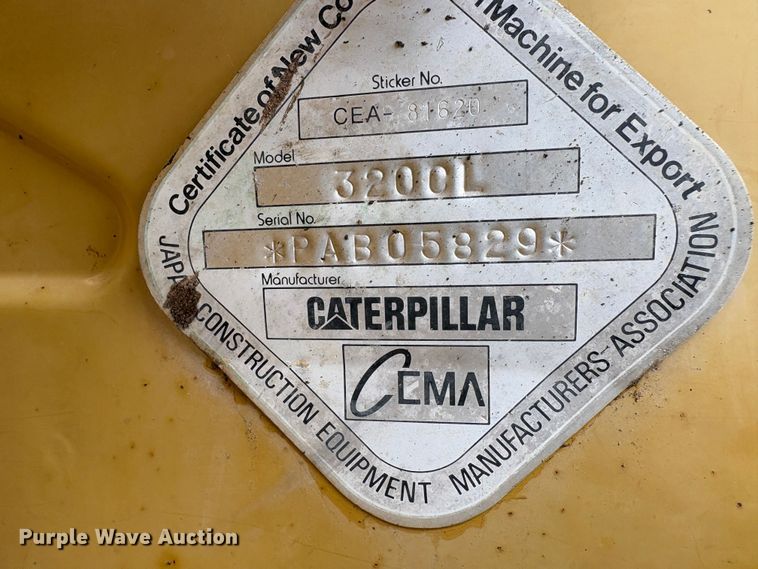 Certificate of New Co
Machine for Export
Sticker No.
CEA- 81620
Model
320CL
Serial No.
*PAB05829*
Manufacturer
CATERPILLAR
CEMA
JAPA CONSTRUCTION EQUIPMENT MANUFACTURERS ASSOCIATION
Purple Wave Auction